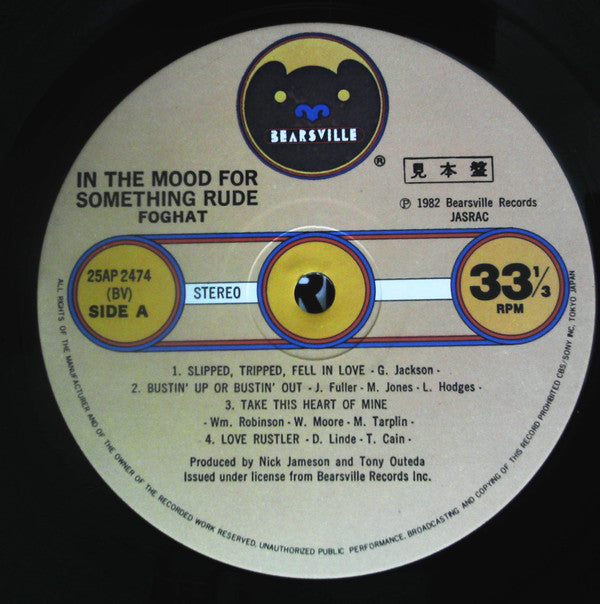 BEARSVILLE
®
IN THE MOOD FOR
SOMETHING RUDE
FOGHAT
見本盤
Ⓟ 1982 Bearsville Records
JASRAC
25AP 2474
(BV)
SIDE A
STEREO
33 1/3
RPM
1. SLIPPED, TRIPPED, FELL IN LOVE - G. Jackson -
2. BUSTIN' UP OR BUSTIN' OUT - J. Fuller - M. Jones - L. Hodges -
3. TAKE THIS HEART OF MINE
- Wm. Robinson - W. Moore - M. Tarplin -
4. LOVE RUSTLER - D. Linde - T. Cain -
Produced by Nick Jameson and Tony Outeda
Issued under license from Bearsville Records Inc.
ALL RIGHTS OF THE MANUFACTURER AND OF THE OWNER OF THE RECORDED WORK RESERVED. UNAUTHORIZED PUBLIC PERFORMANCE, BROADCASTING AND COPYING OF THIS RECORD PROHIBITED CBS/SONY INC. TOKYO JAPAN